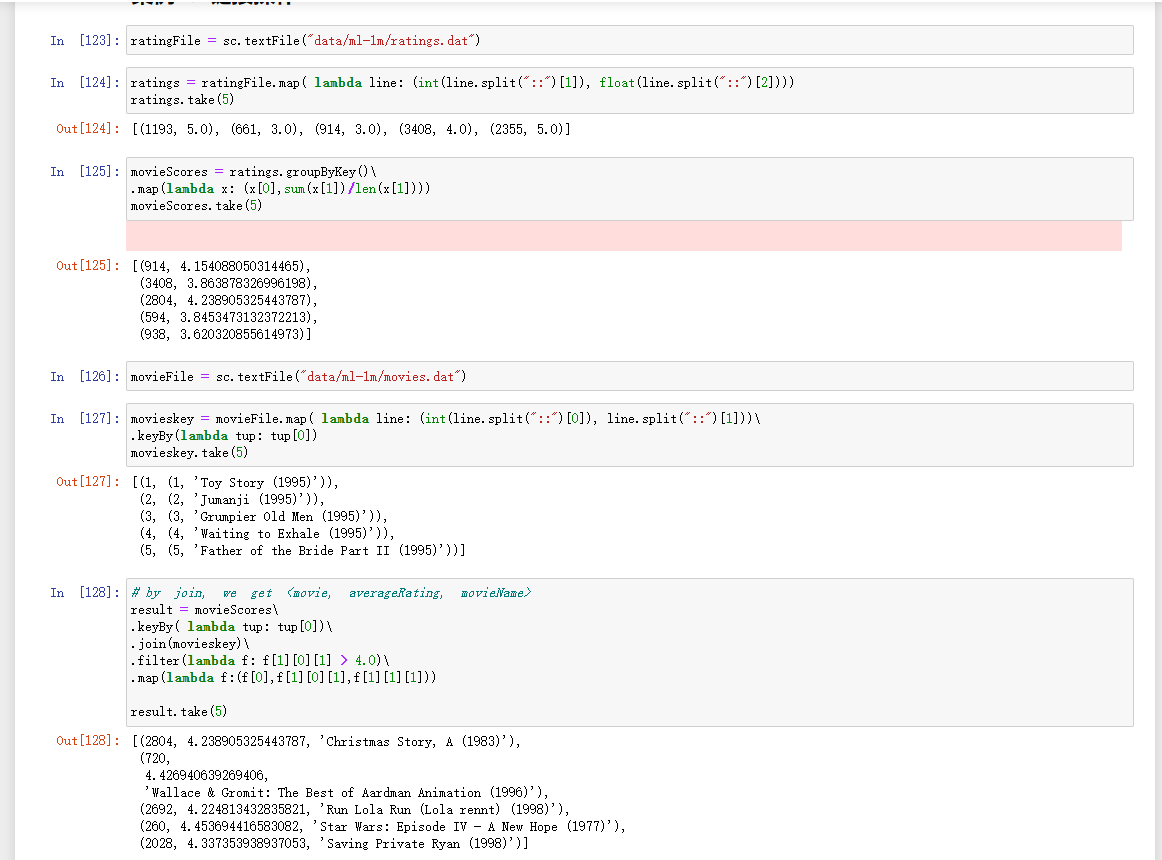 In [123]: ratingFile = sc.textFile("data/ml-1m/ratings.dat")
In [124]: ratings = ratingFile.map( lambda line: (int(line.split("::")[1]), float(line.split("::")[2])))
ratings.take(5)
Out[124]: [(1193, 5.0), (661, 3.0), (914, 3.0), (3408, 4.0), (2355, 5.0)]
In [125]: movieScores = ratings.groupByKey()\
.map(lambda x: (x[0],sum(x[1])/len(x[1])))
movieScores.take(5)
Out[125]: [(914, 4.154088050314465),
(3408, 3.863878326996198),
(2804, 4.238905325443787),
(594, 3.8453473132372213),
(938, 3.620320855614973)]
In [126]: movieFile = sc.textFile("data/ml-1m/movies.dat")
In [127]: movieskey = movieFile.map( lambda line: (int(line.split("::")[0]), line.split("::")[1]))\
.keyBy(lambda tup: tup[0])
movieskey.take(5)
Out[127]: [(1, (1, 'Toy Story (1995)')),
(2, (2, 'Jumanji (1995)')),
(3, (3, 'Grumpier Old Men (1995)')),
(4, (4, 'Waiting to Exhale (1995)')),
(5, (5, 'Father of the Bride Part II (1995)'))]
In [128]: # by join, we get <movie, averageRating, movieName>
result = movieScores\
.keyBy( lambda tup: tup[0])\
.join(movieskey)\
.filter(lambda f: f[1][0][1] > 4.0)\
.map(lambda f:(f[0],f[1][0][1],f[1][1][1]))
result.take(5)
Out[128]: [(2804, 4.238905325443787, 'Christmas Story, A (1983)'),
(720,
4.426940639269406,
'Wallace & Gromit: The Best of Aardman Animation (1996)'),
(2692, 4.224813432835821, 'Run Lola Run (Lola rennt) (1998)'),
(260, 4.453694416583082, 'Star Wars: Episode IV - A New Hope (1977)'),
(2028, 4.337353938937053, 'Saving Private Ryan (1998)')]